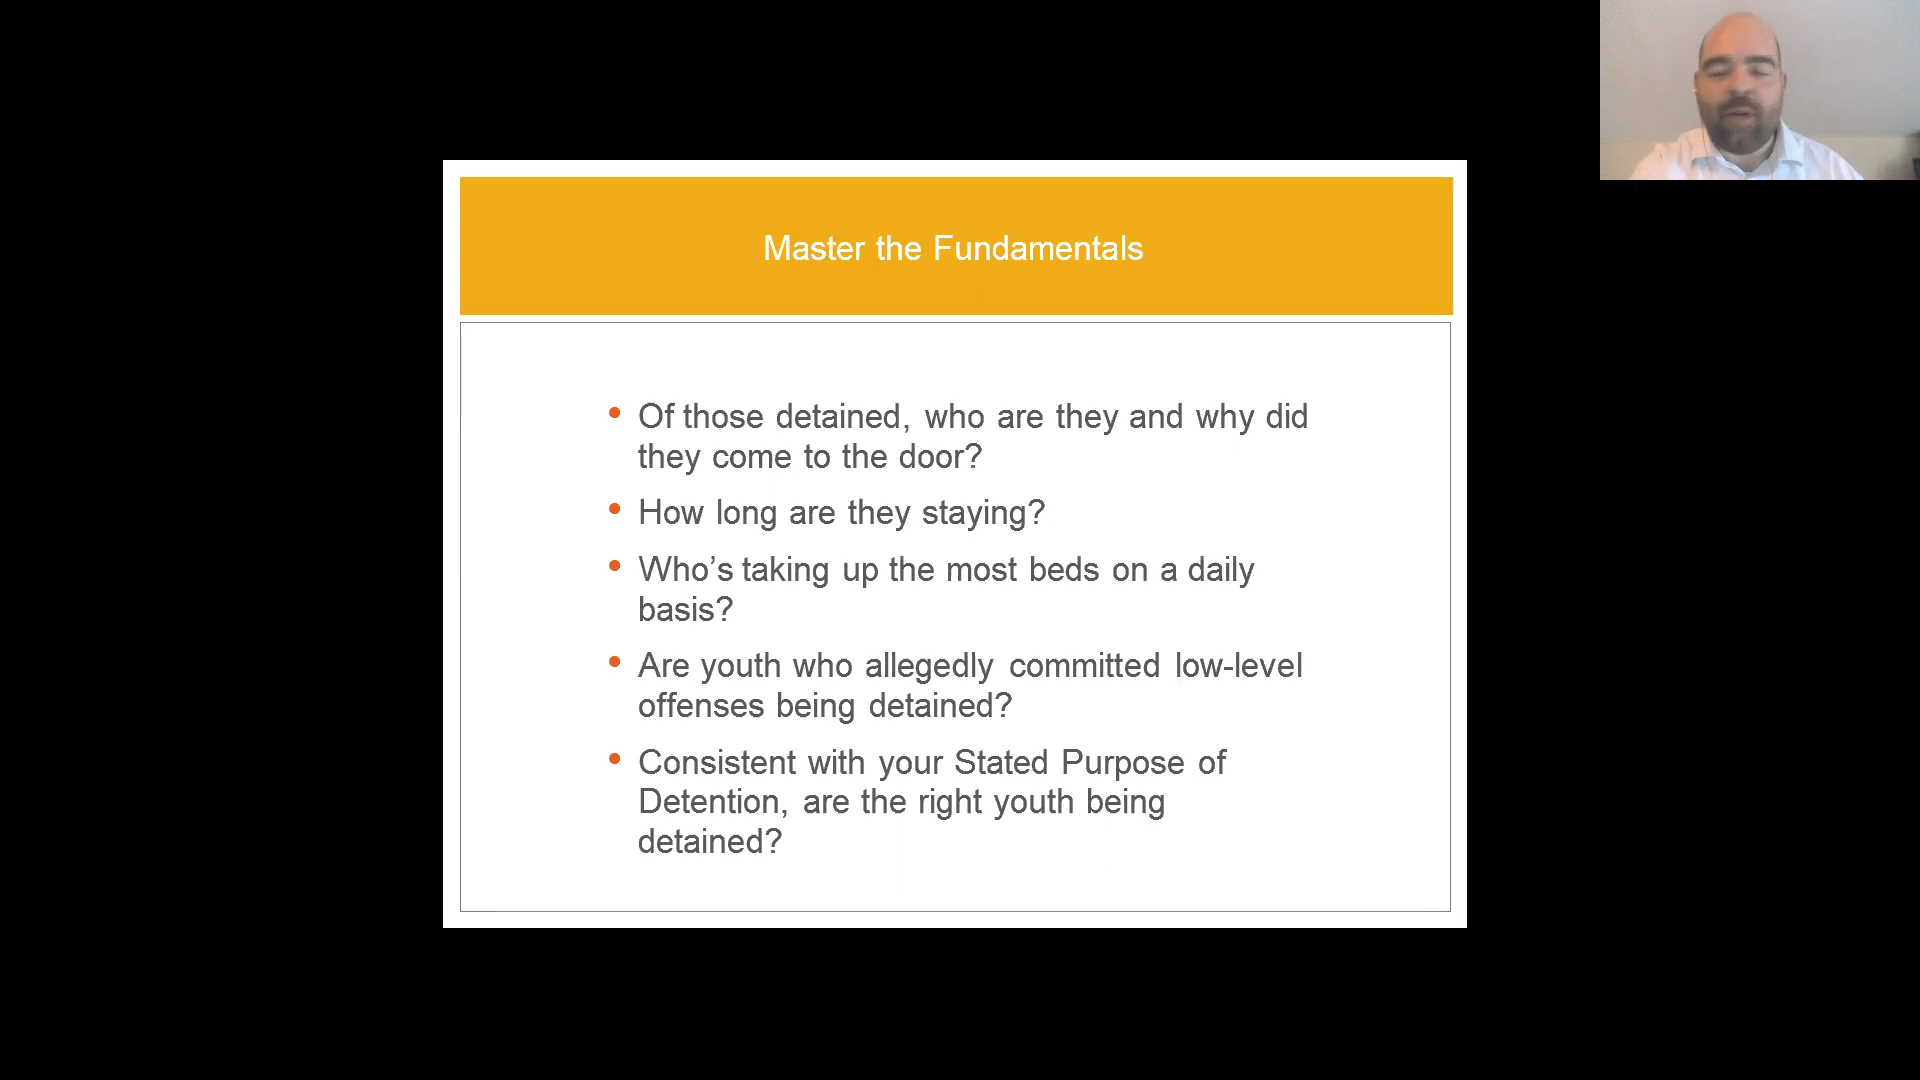 Master the Fundamentals
• Of those detained, who are they and why did
they come to the door?
• How long are they staying?
• Who’s taking up the most beds on a daily
basis?
• Are youth who allegedly committed low-level
offenses being detained?
• Consistent with your Stated Purpose of
Detention, are the right youth being
detained?